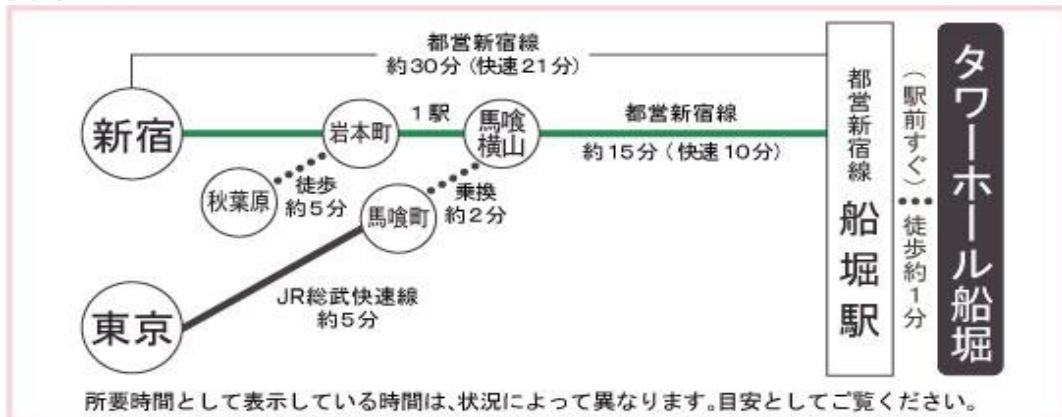 都営新宿線
約30分（快速21分）
新宿
岩本町
1駅
馬喰
横山
都営新宿線
約15分（快速10分）
秋葉原
徒歩
約5分
馬喰町
乗換
約2分
東京
JR総武快速線
約5分
都営新宿線
船堀駅
（駅前すぐ）
徒歩約1分
タワーホール船堀
所要時間として表示している時間は、状況によって異なります。目安としてご覧ください。